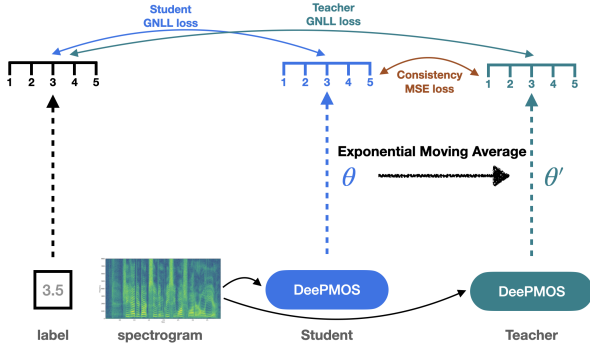 Student
GNLL loss
Teacher
GNLL loss
1 2 3 4 5
1 2 3 4 5
Consistency
MSE loss
1 2 3 4 5
Exponential Moving Average
θ
θ′
3.5
DeePMOS
DeePMOS
label
spectrogram
Student
Teacher